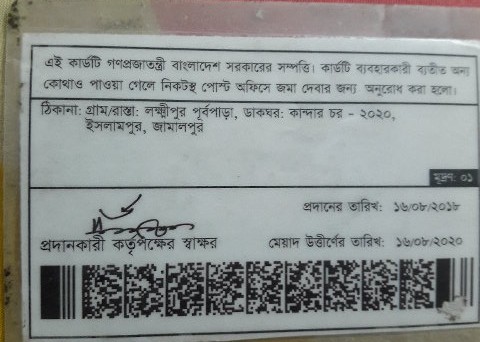 এই কার্ডটি গণপ্রজাতন্ত্রী বাংলাদেশ সরকারের সম্পত্তি। কার্ডটি ব্যবহারকারী ব্যতীত অন্য
কোথাও পাওয়া গেলে নিকটস্থ পোস্ট অফিসে জমা দেবার জন্য অনুরোধ করা হলো।
ঠিকানা: গ্রাম/রাস্তা: লক্ষ্মীপুর পূর্বপাড়া, ডাকঘর: কান্দার চর - ২০২০,
ইসলামপুর, জামালপুর
মুদ্রণ: ০১
প্রদানের তারিখ: ১৬/০৮/২০১৮
প্রদানকারী কর্তৃপক্ষের স্বাক্ষর
মেয়াদ উত্তীর্ণের তারিখ: ১৬/০৮/২০২০